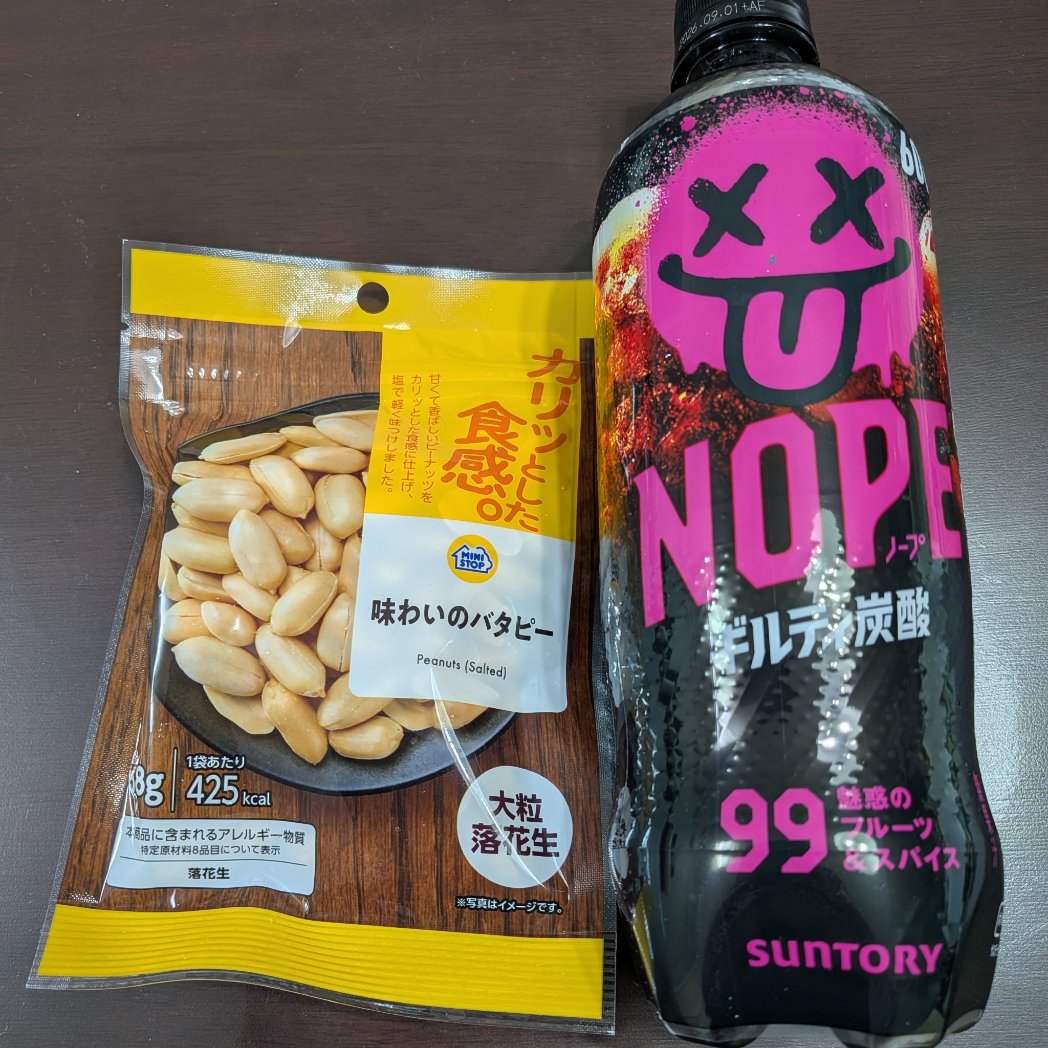 カリッとした
食感。
甘くて香ばしいピーナッツを
カリッとした食感に仕上げ、
塩で軽く味つけしました。
MINI
STOP
味わいのバタピー
Peanuts (Salted)
8g
1袋あたり
425kcal
本商品に含まれるアレルギー物質
特定原材料8品目について表示
落花生
大粒
落花生
※写真はイメージです。
2026.09.01
NOPE
ノープ
ギルティ炭酸
99
魅惑の
フルーツ
&スパイス
SUNTORY